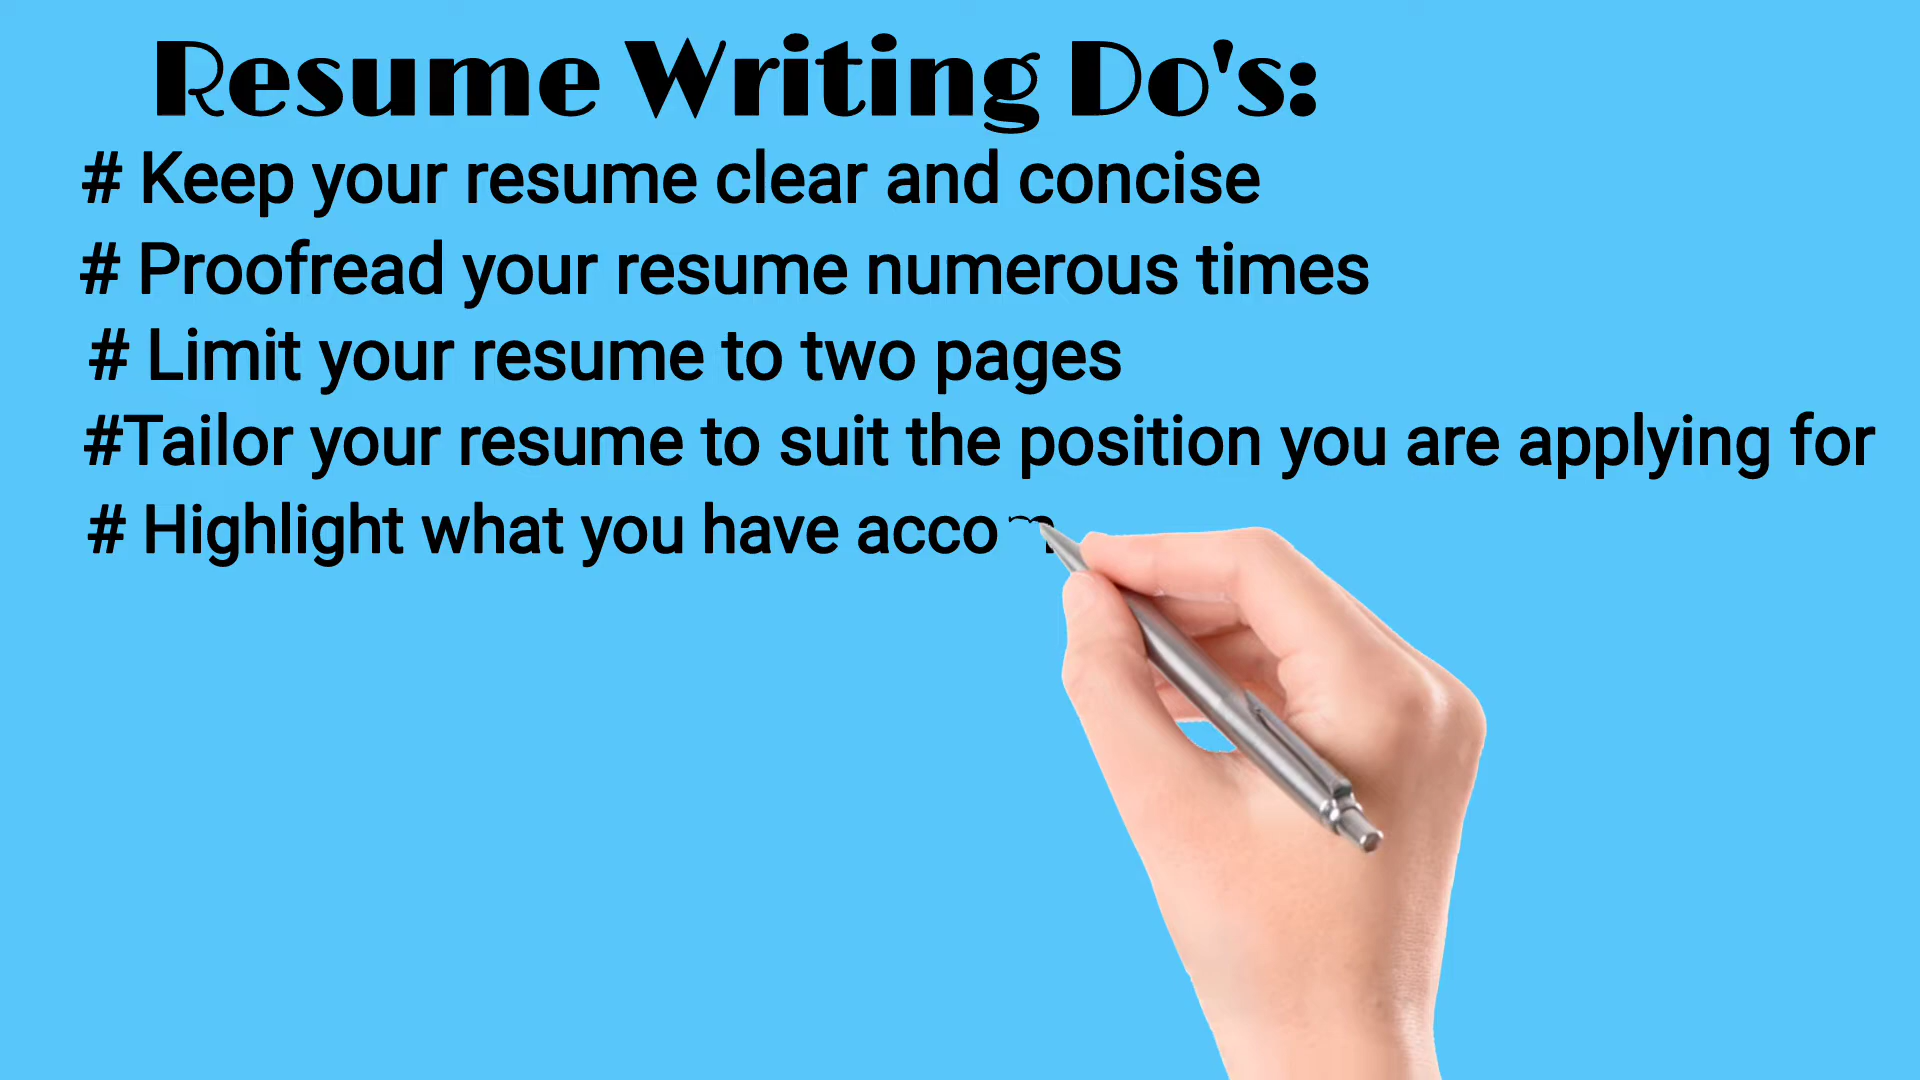 Resume Writing Do's:
# Keep your resume clear and concise
# Proofread your resume numerous times
# Limit your resume to two pages
#Tailor your resume to suit the position you are applying for
# Highlight what you have acco